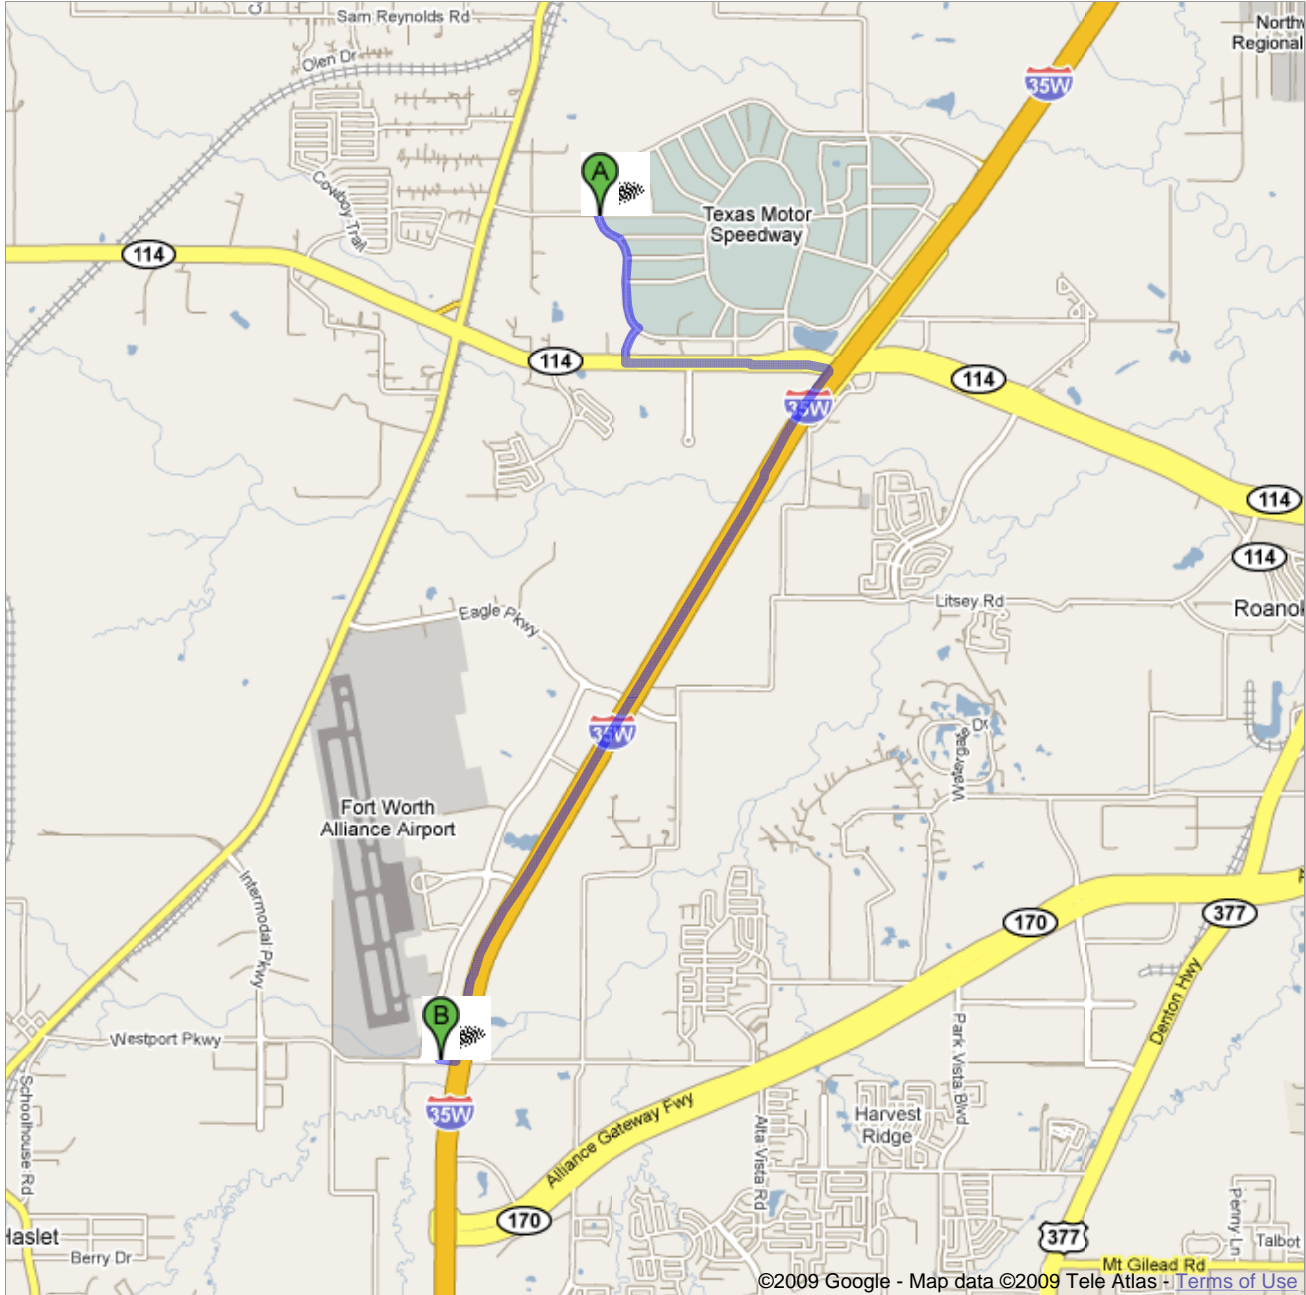 Sam Reynolds Rd
Olen Dr
35W
Northw
Regional
A
Cowboy Trail
Texas Motor
Speedway
114
114
114
35W
114
114
Eagle Pkwy
Litsey Rd
Roanok
35W
Dr
Watergate
Fort Worth
Alliance Airport
Intermodal Pkwy
170
377
Denton Hwy
B
Westport Pkwy
Park Vista Blvd
Schoolhouse Rd
35W
Alliance Gateway Fwy
Alta Vista Rd
Harvest
Ridge
170
377
Penny Ln
Haslet
Berry Dr
Talbot
Mt Gilead Rd
©2009 Google - Map data ©2009 Tele Atlas - Terms of Use